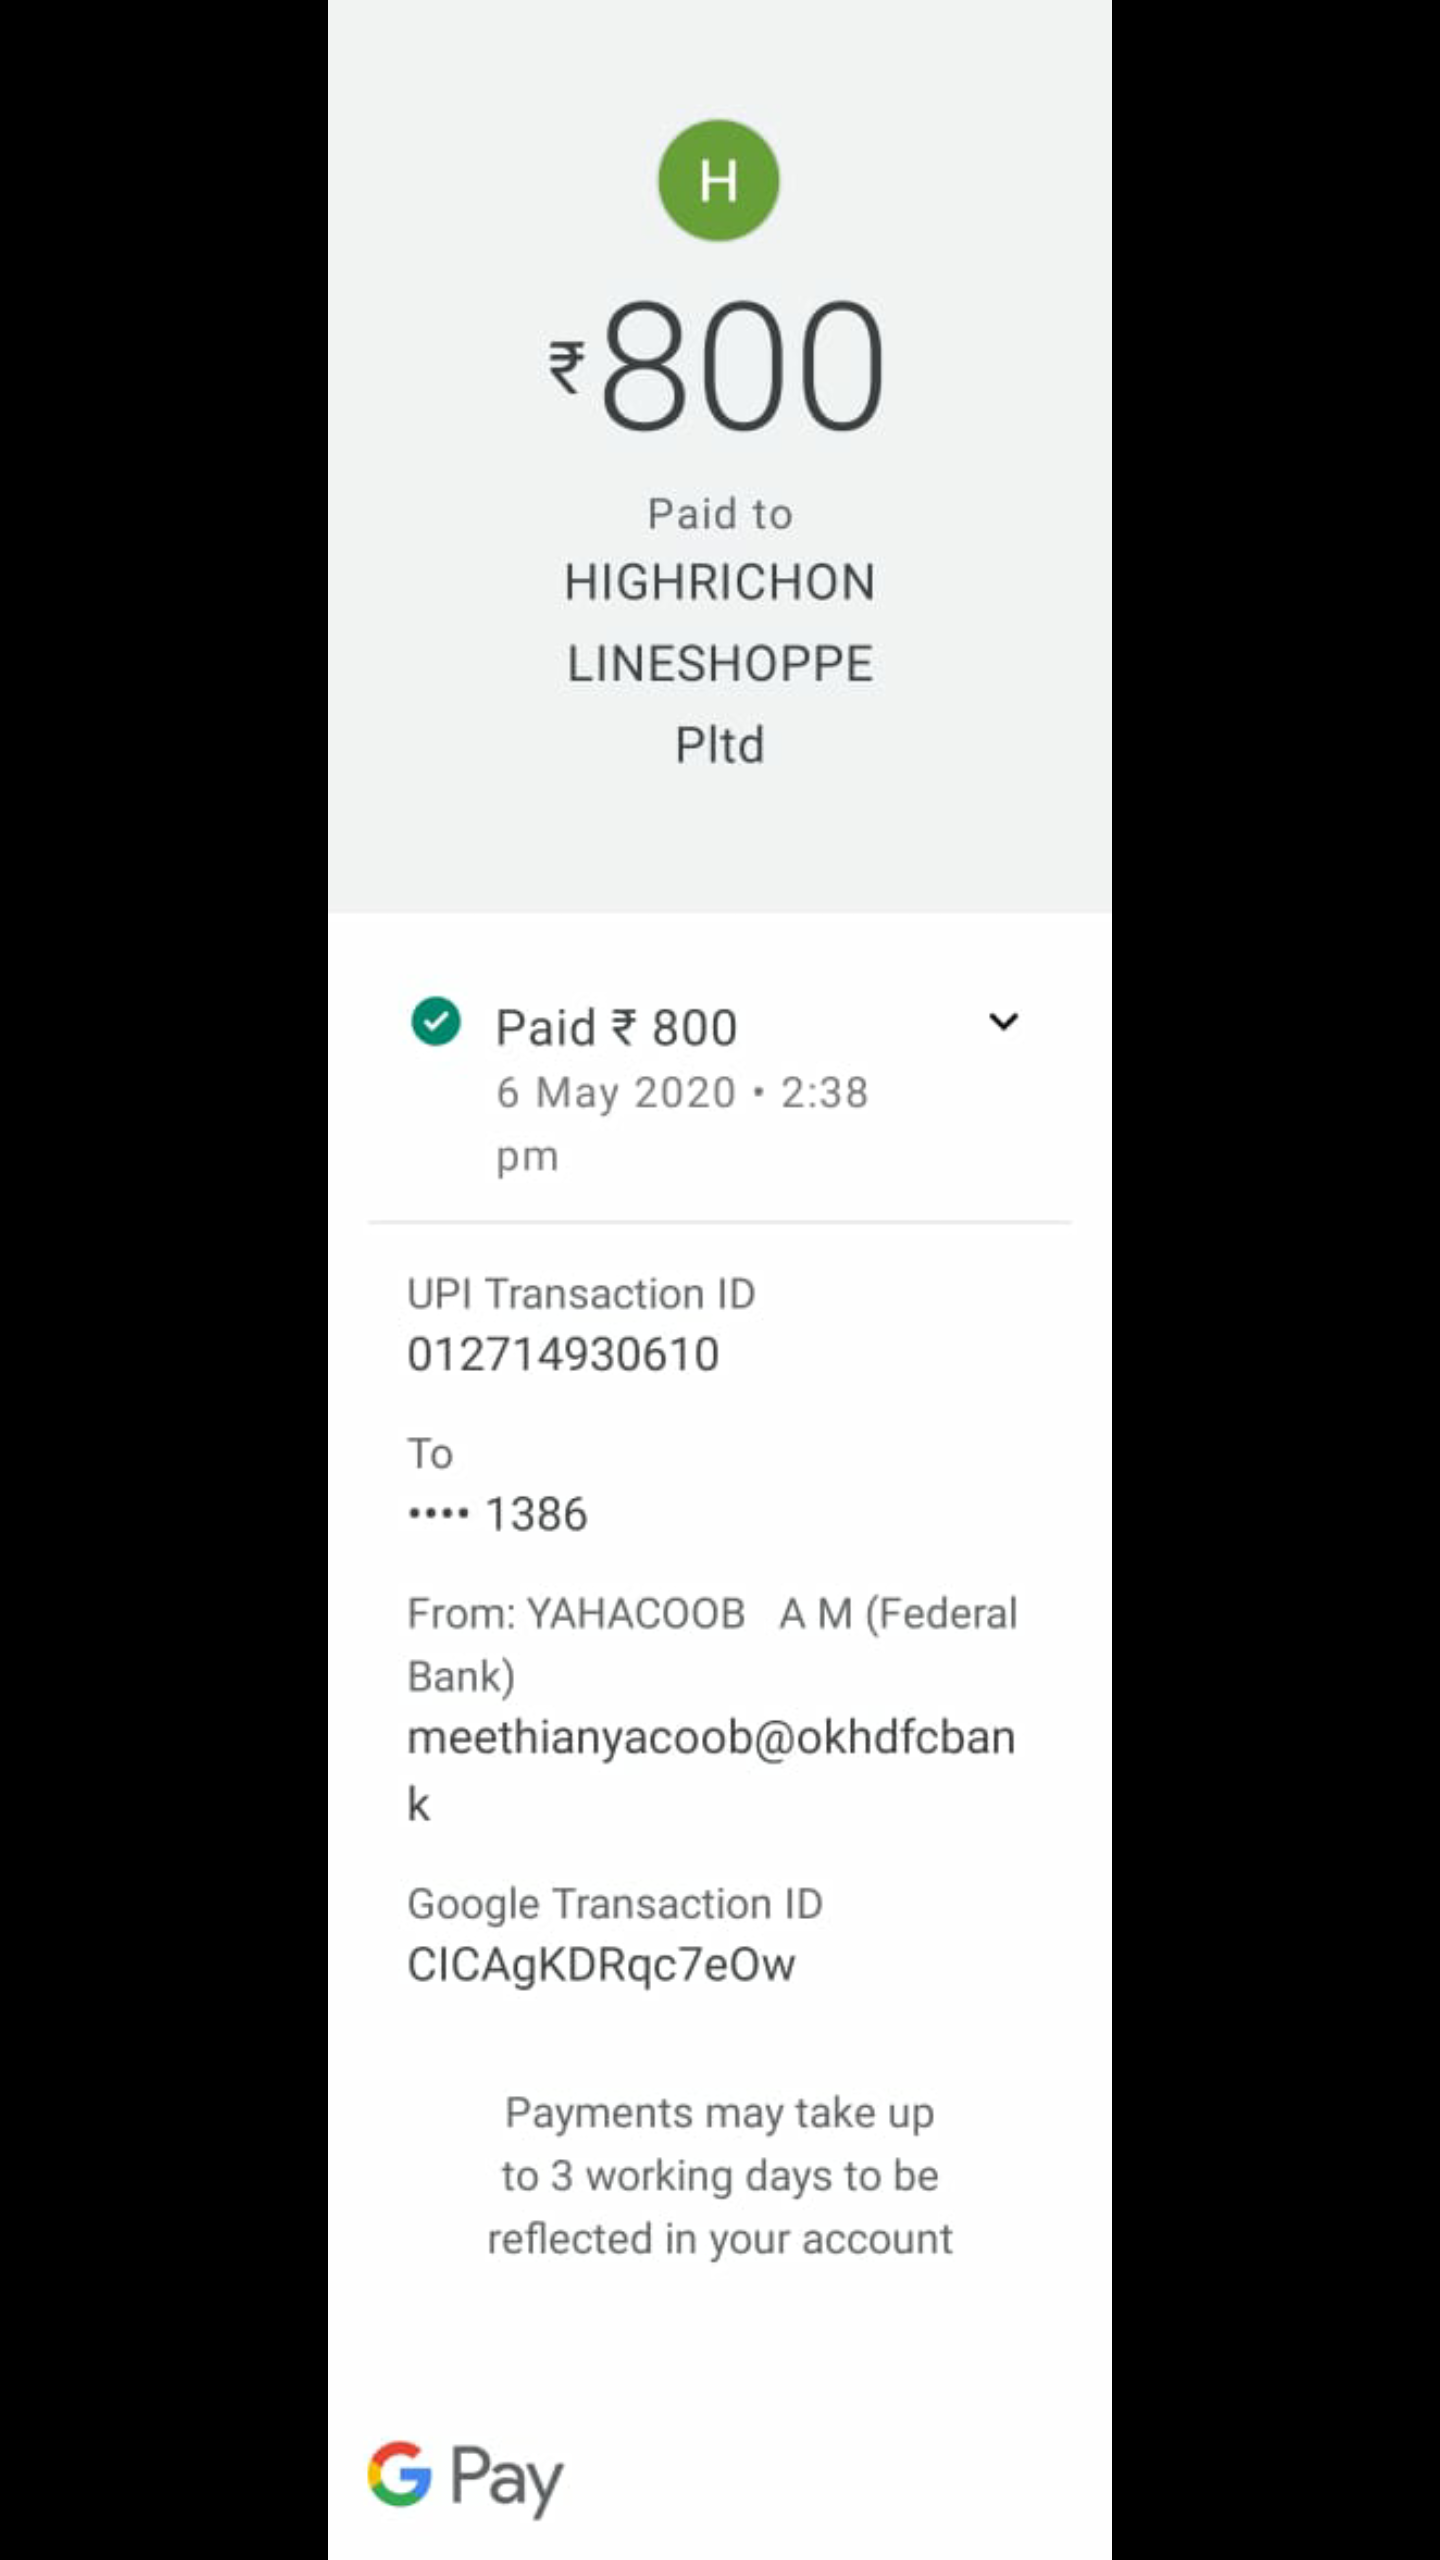 H
₹800
Paid to
HIGHRICHON
LINESHOPPE
Pltd
Paid ₹ 800
6 May 2020 • 2:38
pm
UPI Transaction ID
012714930610
To
•••• 1386
From: YAHACOOB A M (Federal
Bank)
meethianyacoob@okhdfcban
k
Google Transaction ID
CICAgKDRqc7eOw
Payments may take up
to 3 working days to be
reflected in your account
G Pay